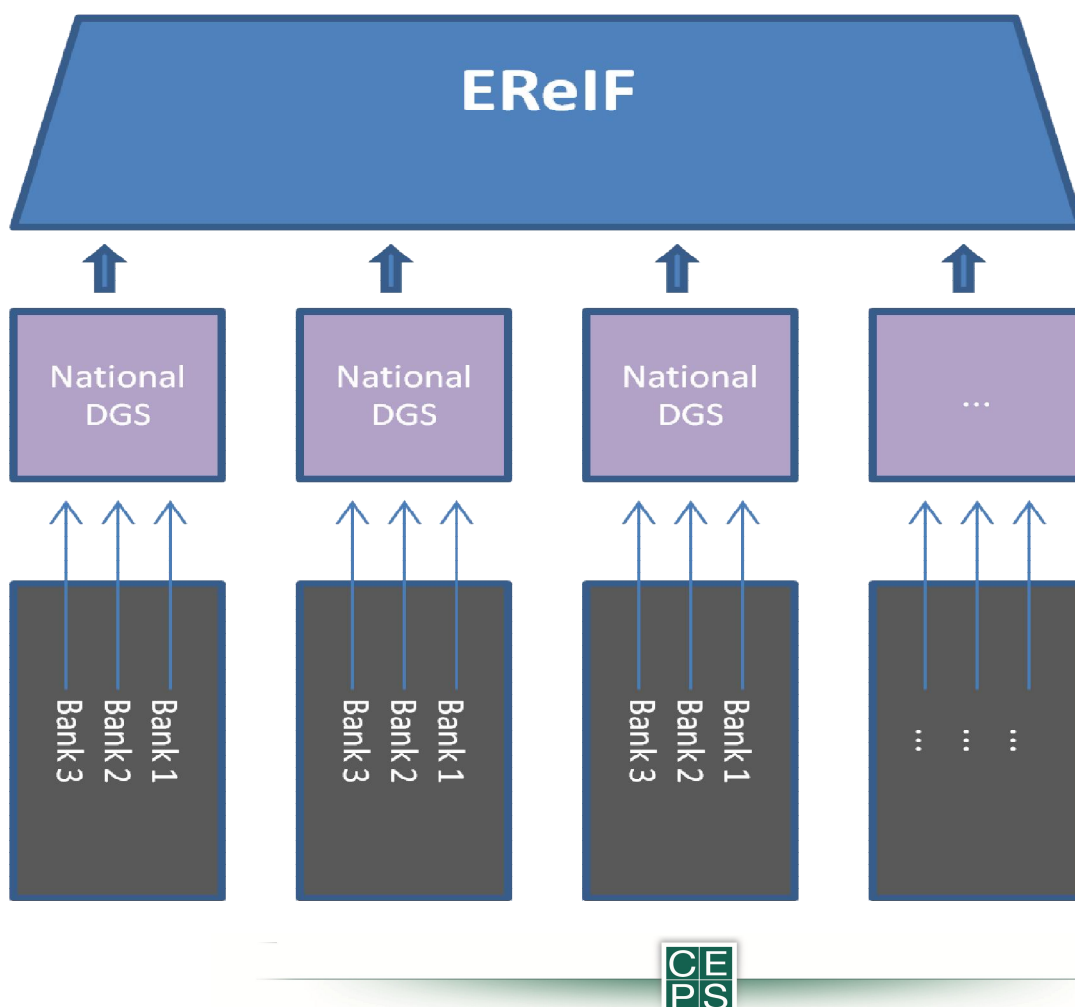 EReIF
National
DGS
National
DGS
National
DGS
...
Bank 3
Bank 2
Bank 1
Bank 3
Bank 2
Bank 1
Bank 3
Bank 2
Bank 1
...
...
...
CE
PS